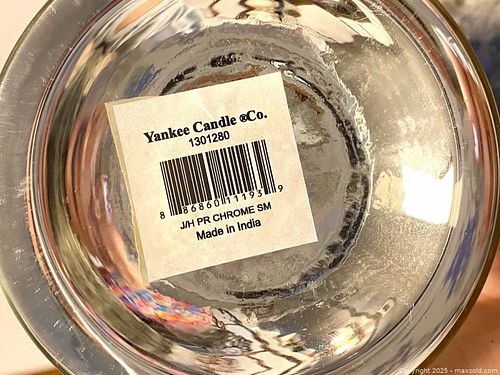 Yankee Candle ®Co.
1301280
8 86860 11193 9
J/H PR CHROME SM
Made in India
Copyright 2025 - maxsold.com